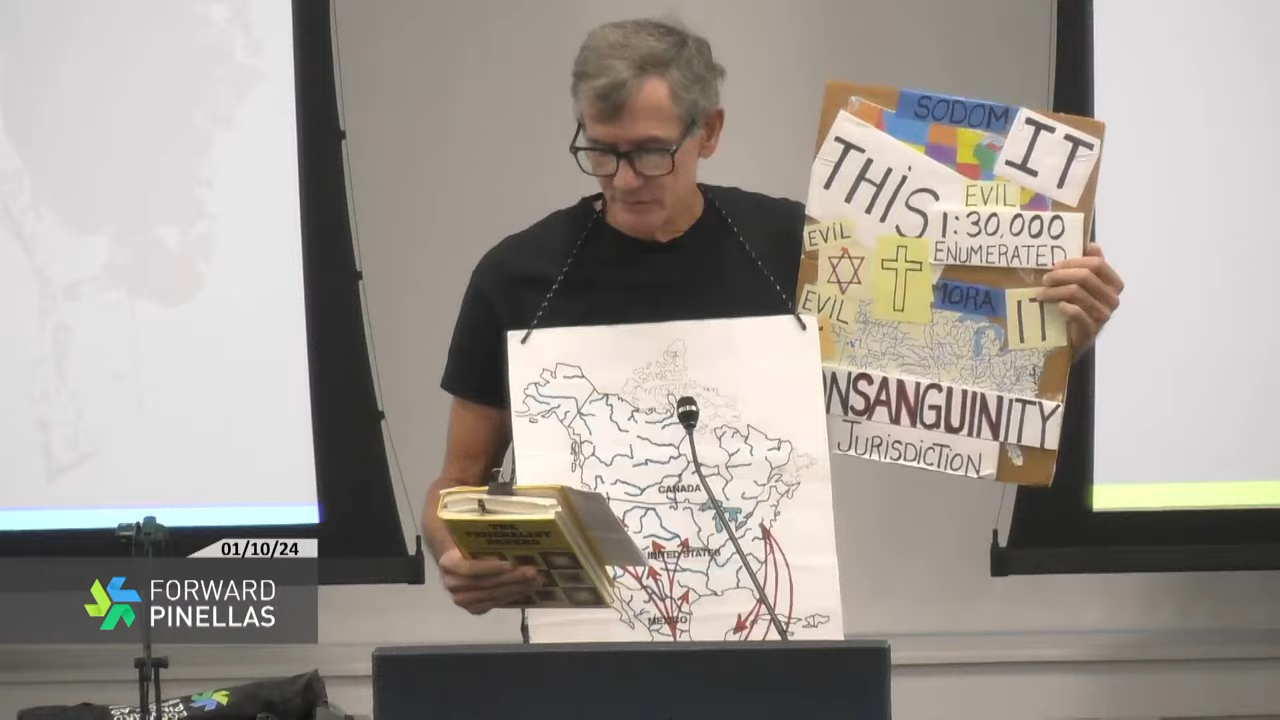 SODOM
IT
THIS
EVIL
1:30,000
EVIL
ENUMERATED
EVIL
MORA
IT
NSANGUINITY
JURISDICTION
CANADA
UNITED STATES
MEXICO
THE
FEDERALIST
PAPERS
01/10/24
FORWARD
PINELLAS